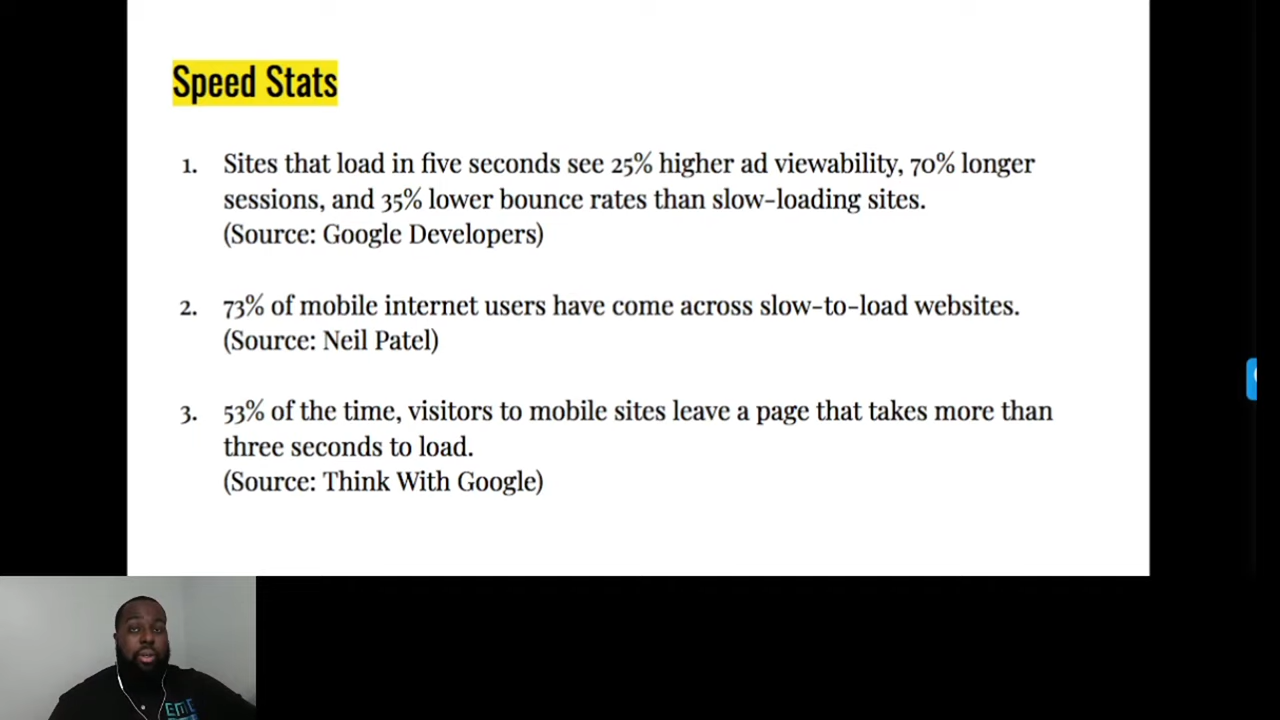 Speed Stats
1. Sites that load in five seconds see 25% higher ad viewability, 70% longer
sessions, and 35% lower bounce rates than slow-loading sites.
(Source: Google Developers)
2. 73% of mobile internet users have come across slow-to-load websites.
(Source: Neil Patel)
3. 53% of the time, visitors to mobile sites leave a page that takes more than
three seconds to load.
(Source: Think With Google)